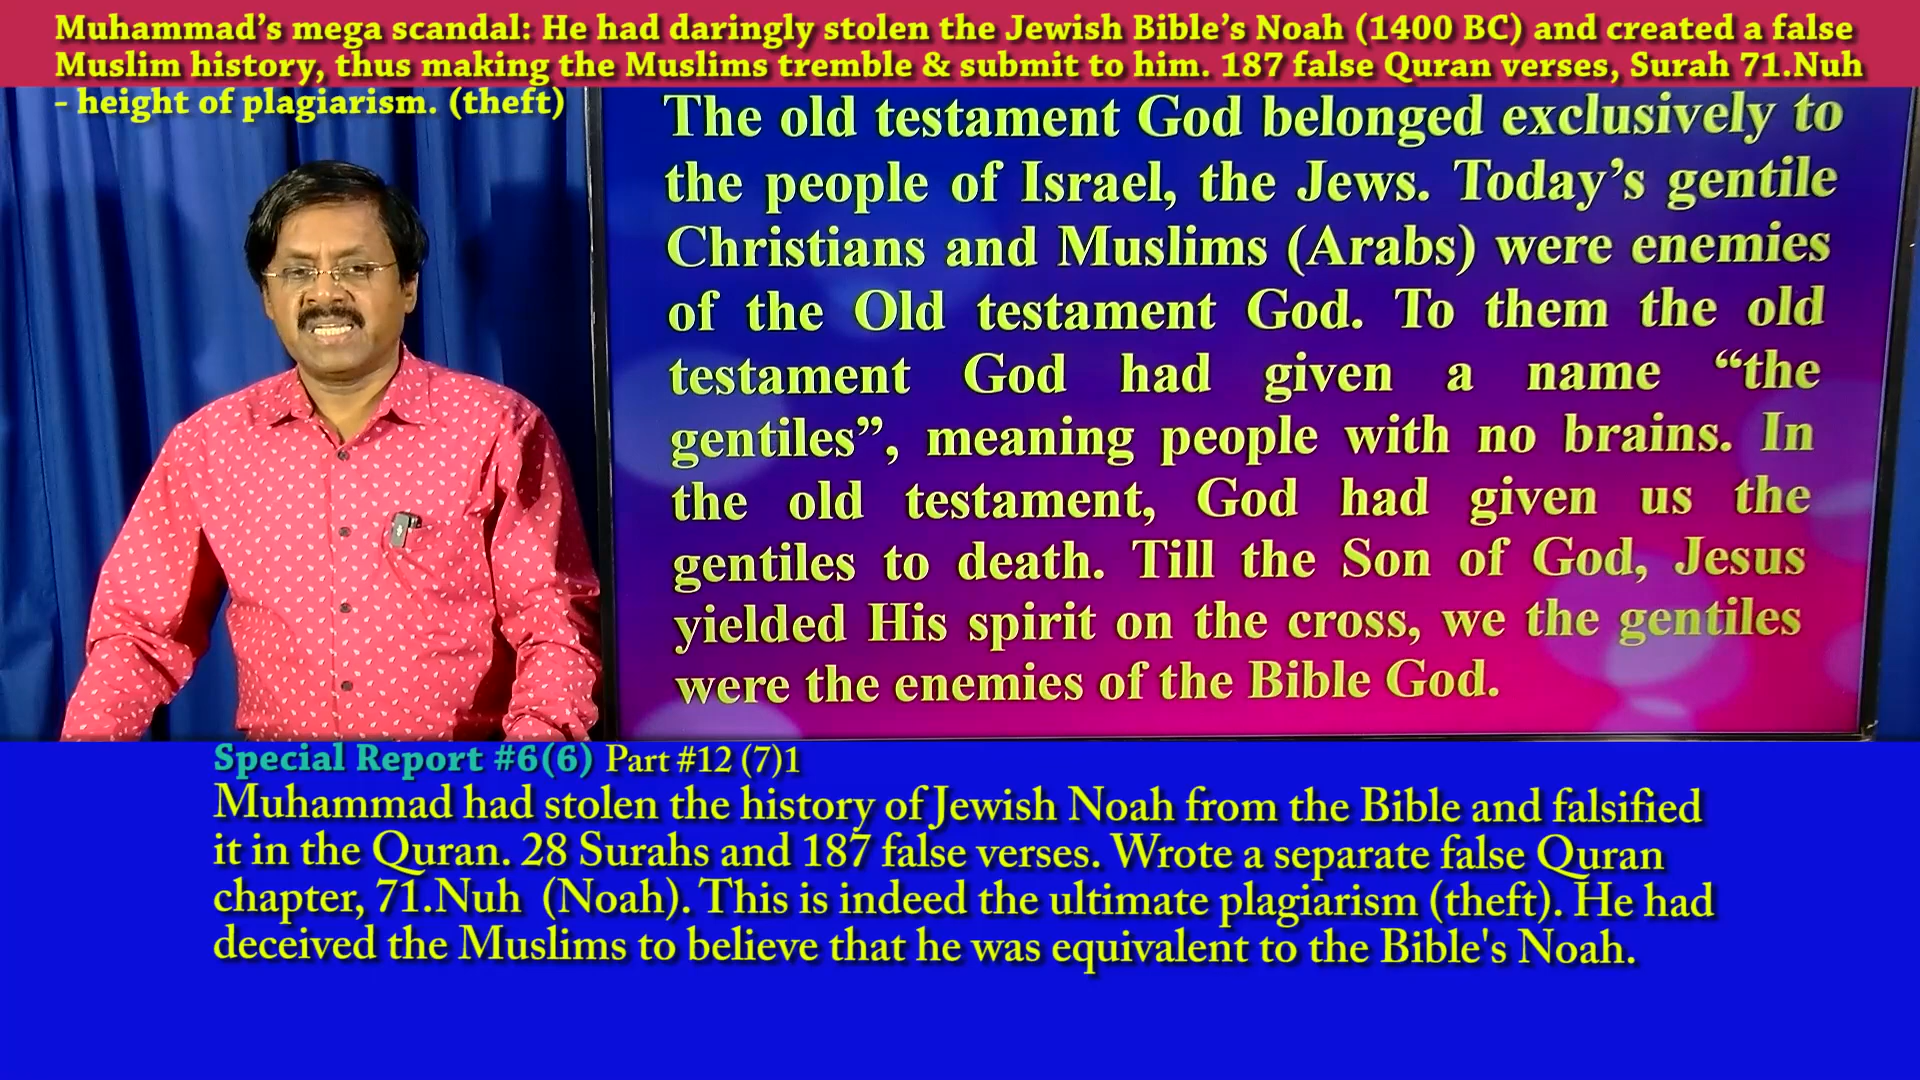 Muhammad’s mega scandal: He had daringly stolen the Jewish Bible’s Noah (1400 BC) and created a false
Muslim history, thus making the Muslims tremble & submit to him. 187 false Quran verses, Surah 71.Nuh
- height of plagiarism. (theft)
The old testament God belonged exclusively to
the people of Israel, the Jews. Today’s gentile
Christians and Muslims (Arabs) were enemies
of the Old testament God. To them the old
testament God had given a name “the
gentiles”, meaning people with no brains. In
the old testament, God had given us the
gentiles to death. Till the Son of God, Jesus
yielded His spirit on the cross, we the gentiles
were the enemies of the Bible God.
Special Report #6(6) Part #12 (7)1
Muhammad had stolen the history of Jewish Noah from the Bible and falsified
it in the Quran. 28 Surahs and 187 false verses. Wrote a separate false Quran
chapter, 71.Nuh (Noah). This is indeed the ultimate plagiarism (theft). He had
deceived the Muslims to believe that he was equivalent to the Bible's Noah.